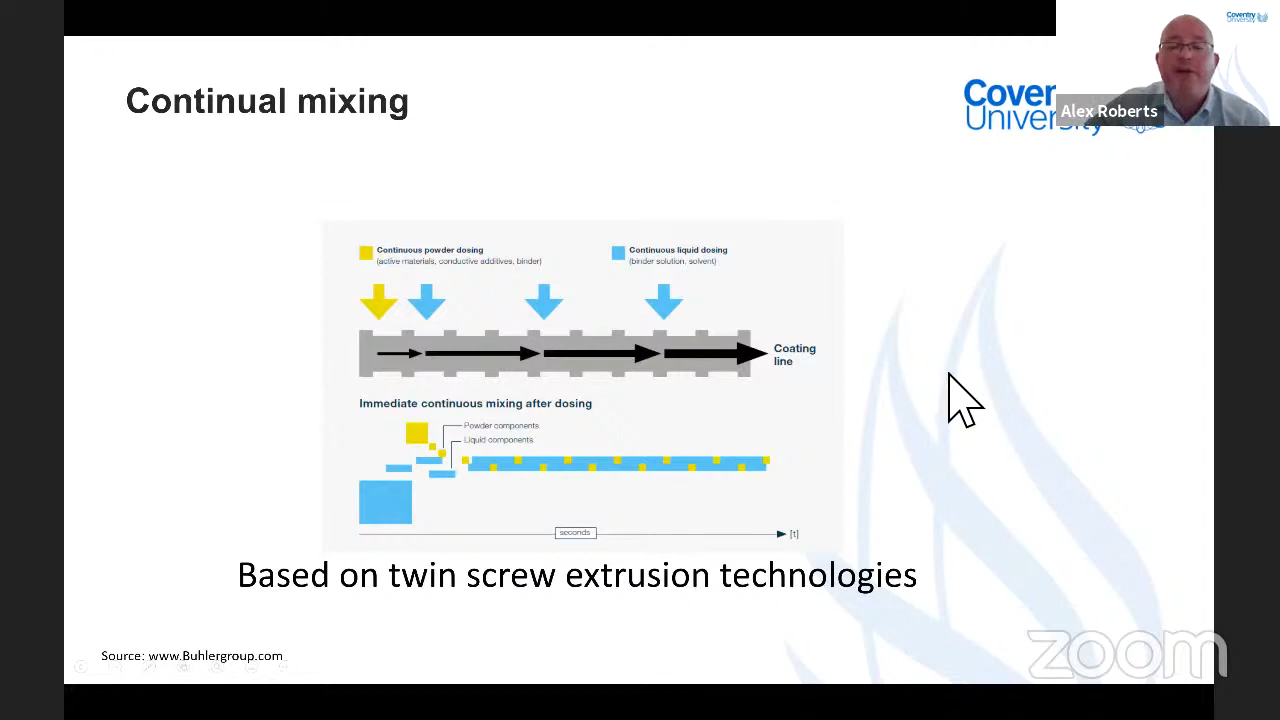 Coventry
University
Continual mixing
Cover
University
Alex Roberts
Continuous powder dosing
(active materials, conductive additives, binder)
Continuous liquid dosing
(binder solution, solvent)
Coating
line
Immediate continuous mixing after dosing
Powder components
Liquid components
seconds
[t]
Based on twin screw extrusion technologies
Source: www.Buhlergroup.com
zoom